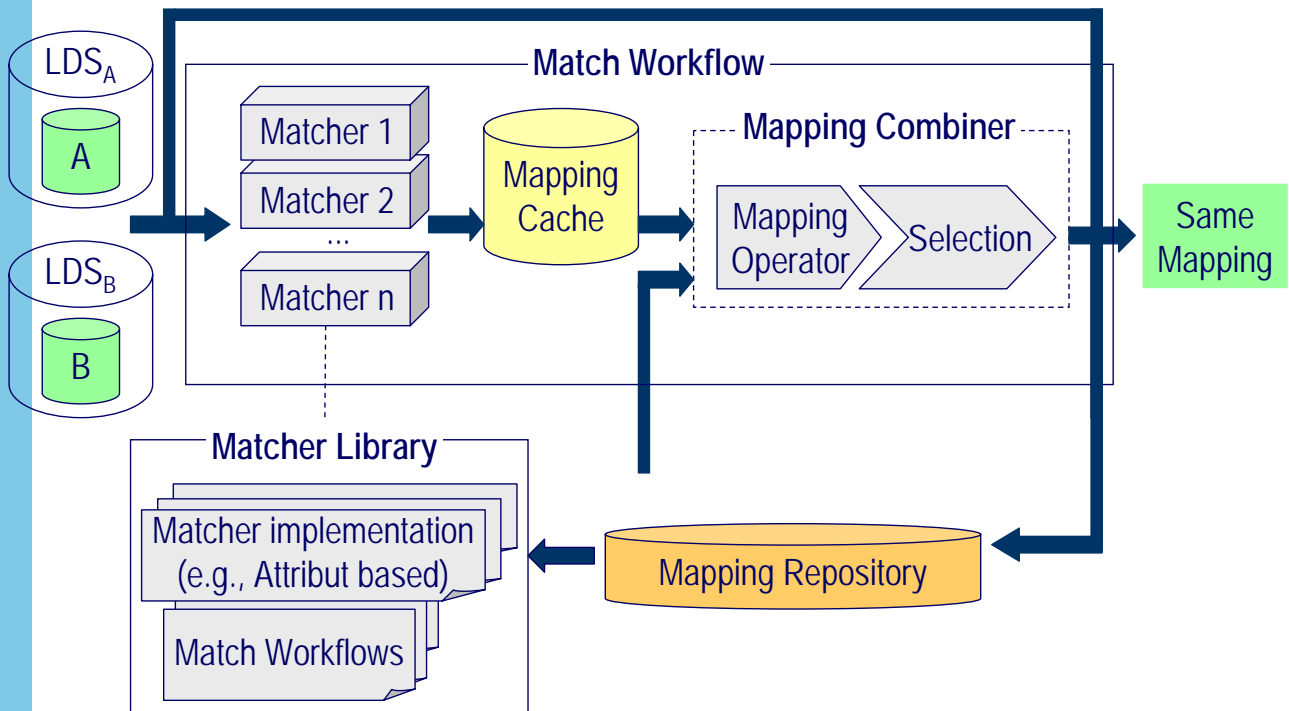 Match Workflow
LDSA
A
LDSB
B
Matcher 1
Matcher 2
...
Matcher n
Mapping
Cache
Mapping Combiner
Mapping
Operator
Selection
Same
Mapping
Matcher Library
Matcher implementation
(e.g., Attribut based)
Match Workflows
Mapping Repository